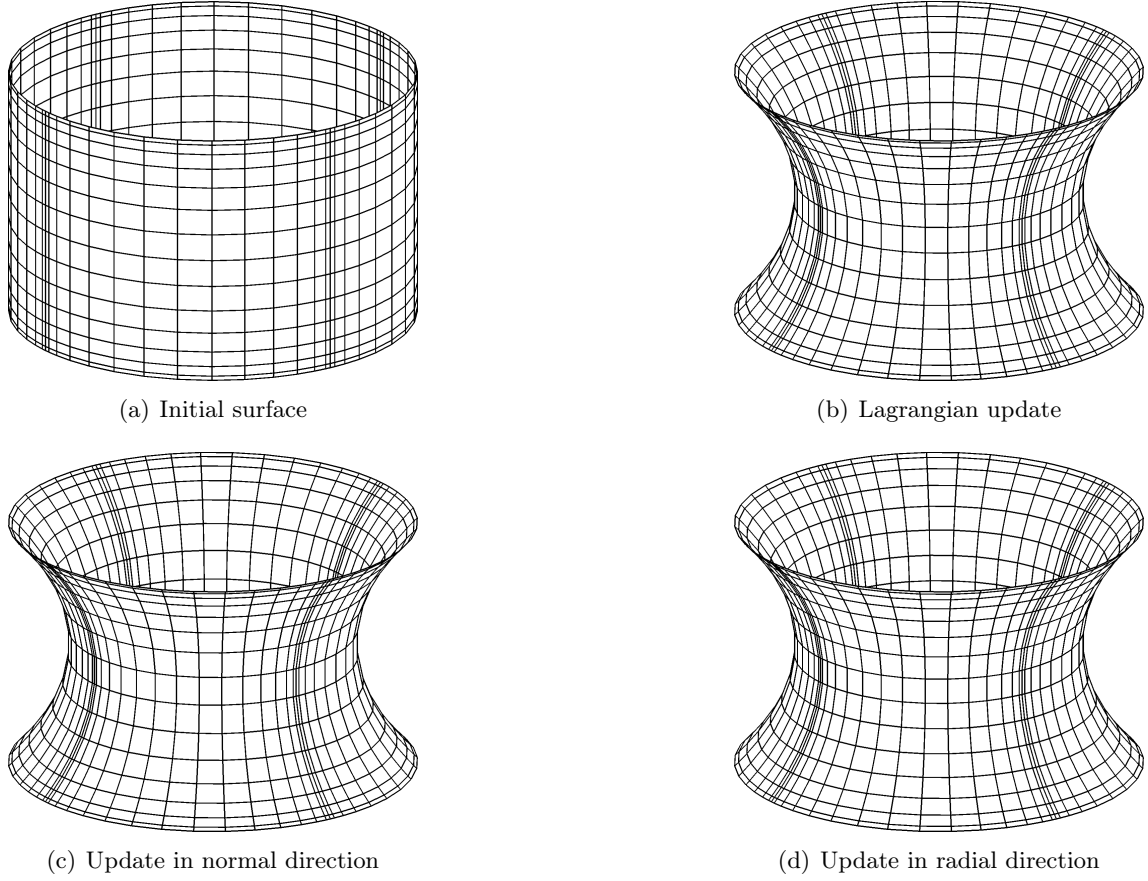 (a) Initial surface
(b) Lagrangian update
(c) Update in normal direction
(d) Update in radial direction